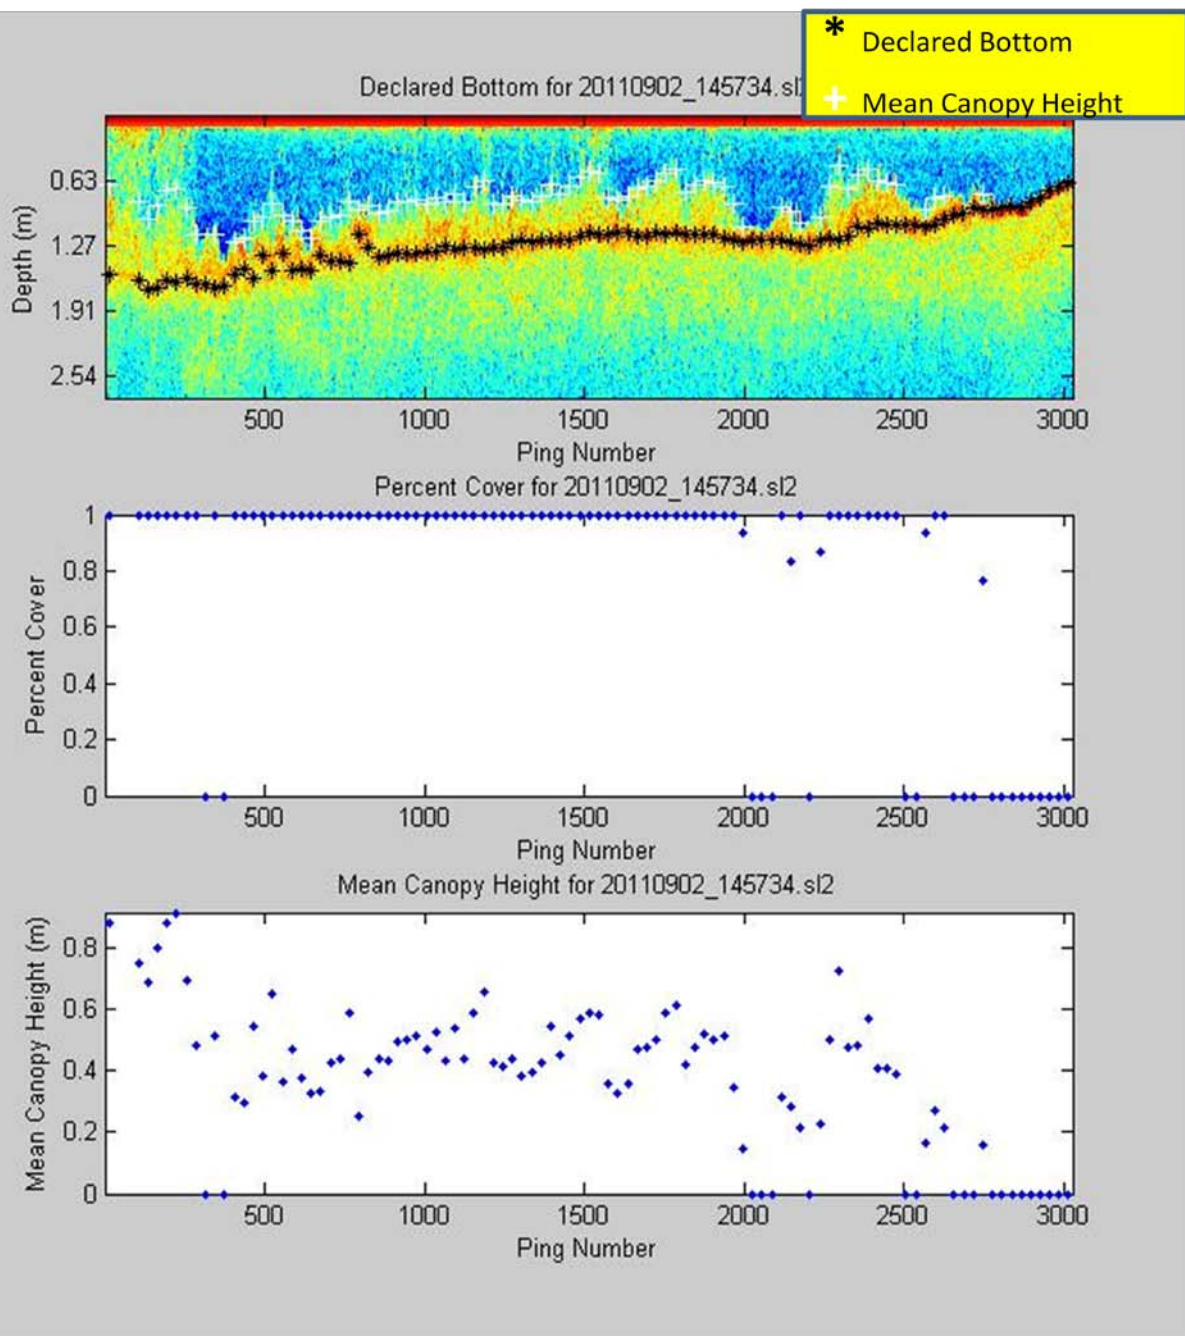 * Declared Bottom
+ Mean Canopy Height
Declared Bottom for 20110902_145734.sl
Depth (m)
0.63
1.27
1.91
2.54
500 1000 1500 2000 2500 3000
Ping Number
Percent Cover for 20110902_145734.sl2
Percent Cover
1
0.8
0.6
0.4
0.2
0
500 1000 1500 2000 2500 3000
Ping Number
Mean Canopy Height for 20110902_145734.sl2
Mean Canopy Height (m)
0.8
0.6
0.4
0.2
0
500 1000 1500 2000 2500 3000
Ping Number